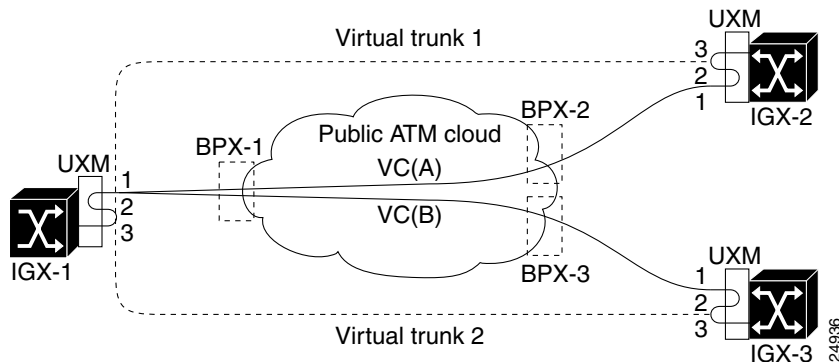 Virtual trunk 1
UXM
3
2
1
IGX-2
BPX-2
Public ATM cloud
BPX-1
VC(A)
UXM
1
2
3
IGX-1
VC(B)
BPX-3
UXM
1
2
3
IGX-3
Virtual trunk 2
24936